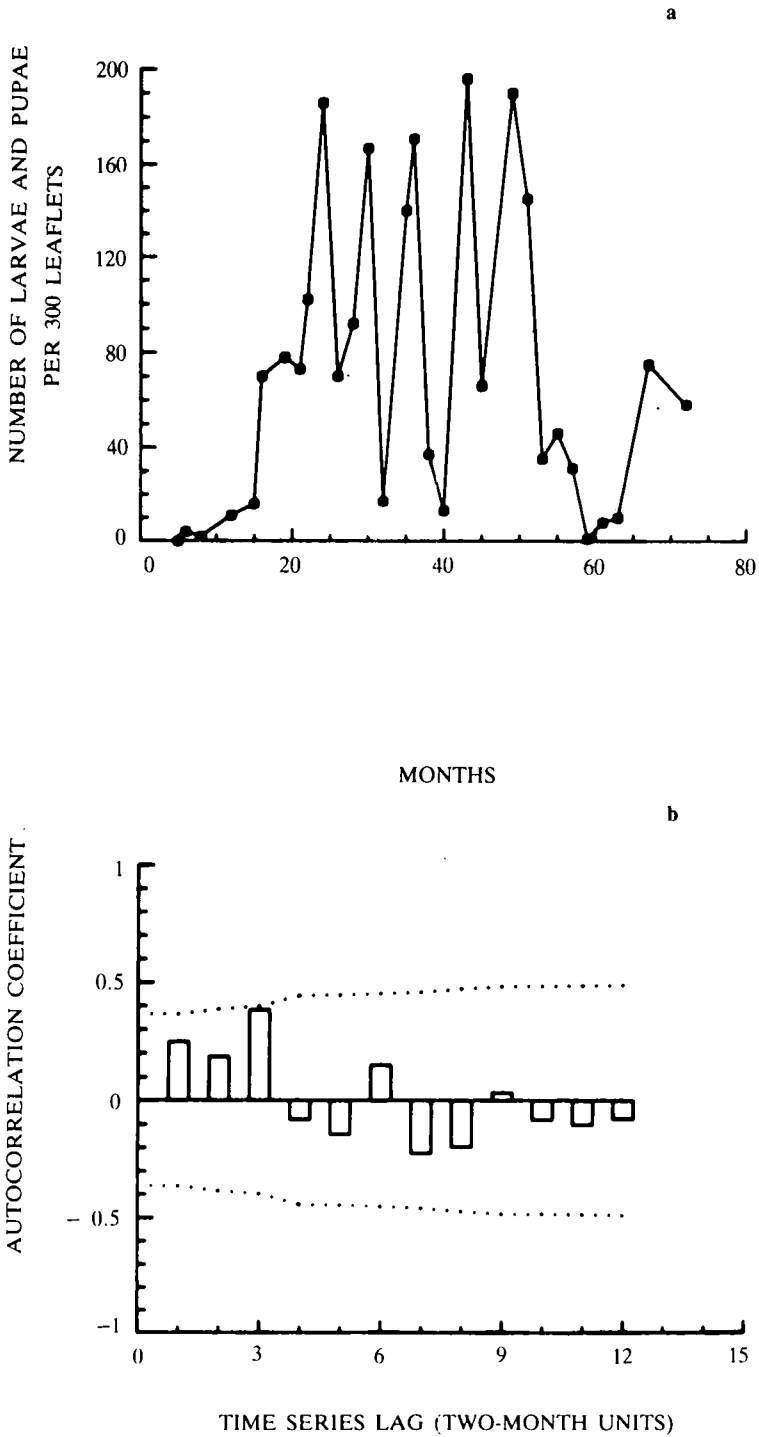 a
NUMBER OF LARVAE AND PUPAE
PER 300 LEAFLETS
200
160
120
80
40
0
0 20 40 60 80
MONTHS
b
AUTOCORRELATION COEFFICIENT
1
0.5
0
– 0.5
–1
0 3 6 9 12 15
TIME SERIES LAG (TWO-MONTH UNITS)